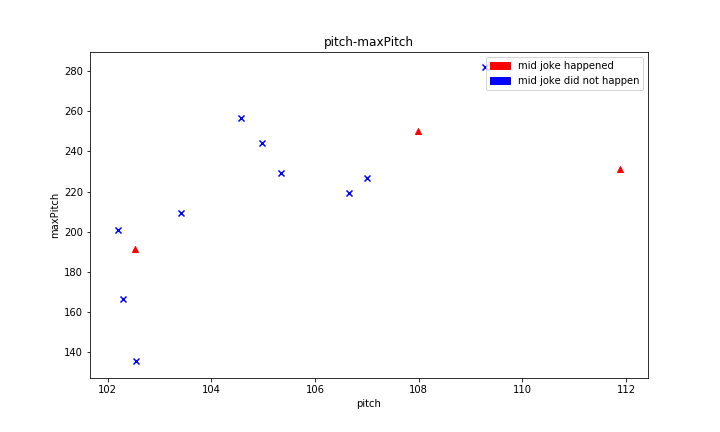 pitch-maxPitch
mid joke happened
mid joke did not happen
280
260
240
220
200
180
160
140
maxPitch
102
104
106
108
110
112
pitch